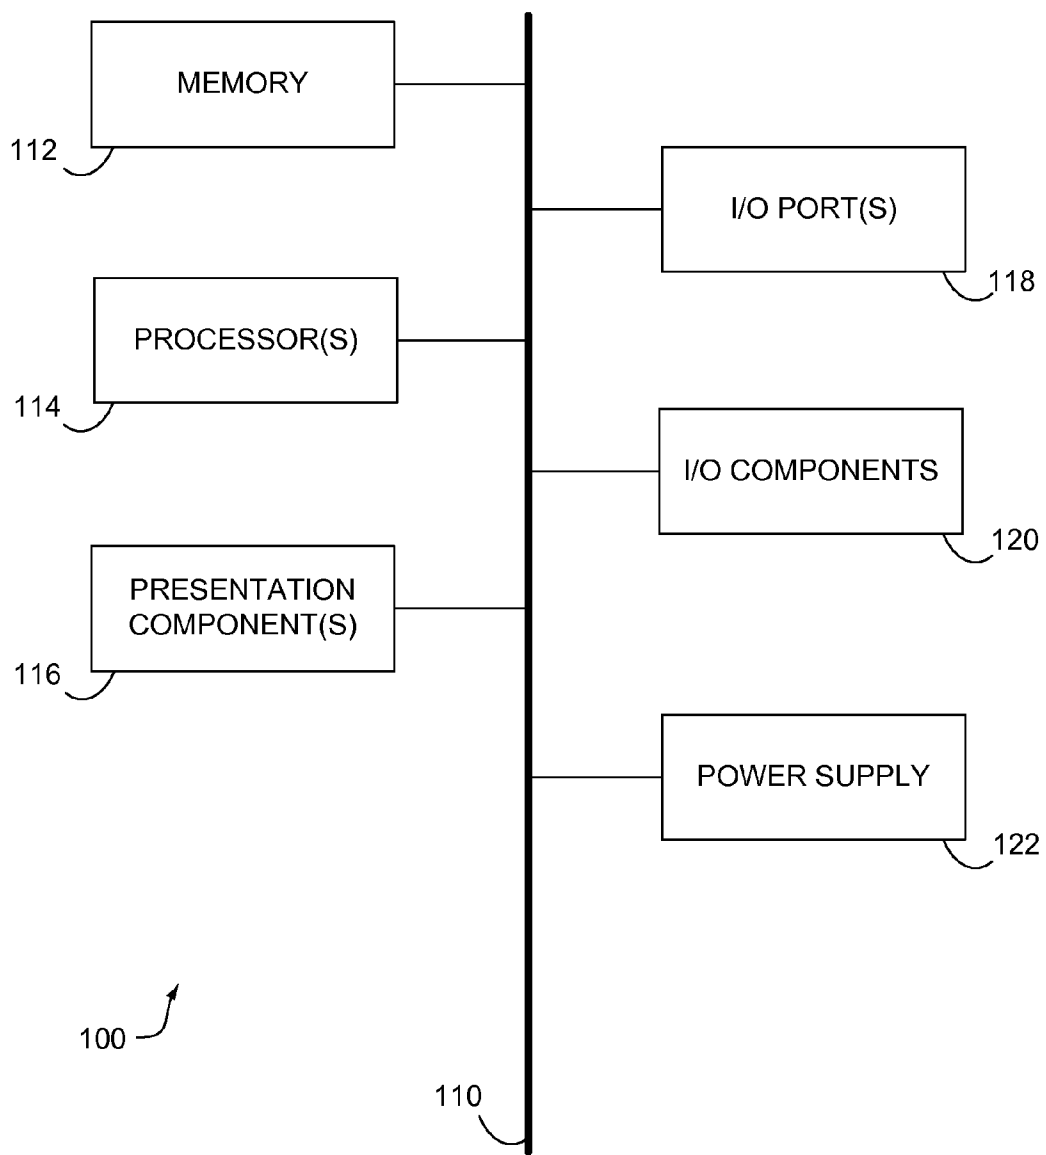 MEMORY
112
I/O PORT(S)
118
PROCESSOR(S)
114
I/O COMPONENTS
120
PRESENTATION
COMPONENT(S)
116
POWER SUPPLY
122
100
110